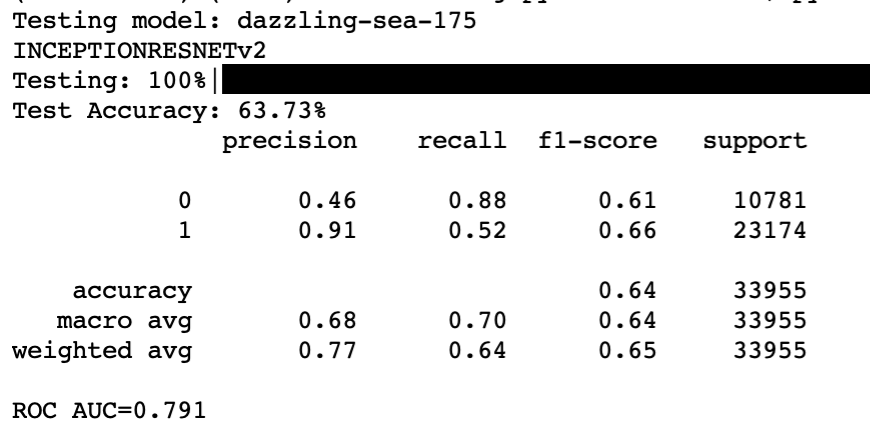 Testing model: dazzling-sea-175
INCEPTIONRESNETv2
Testing: 100%|
Test Accuracy: 63.73%
precision recall f1-score support
0 0.46 0.88 0.61 10781
1 0.91 0.52 0.66 23174
accuracy 0.64 33955
macro avg 0.68 0.70 0.64 33955
weighted avg 0.77 0.64 0.65 33955
ROC AUC=0.791